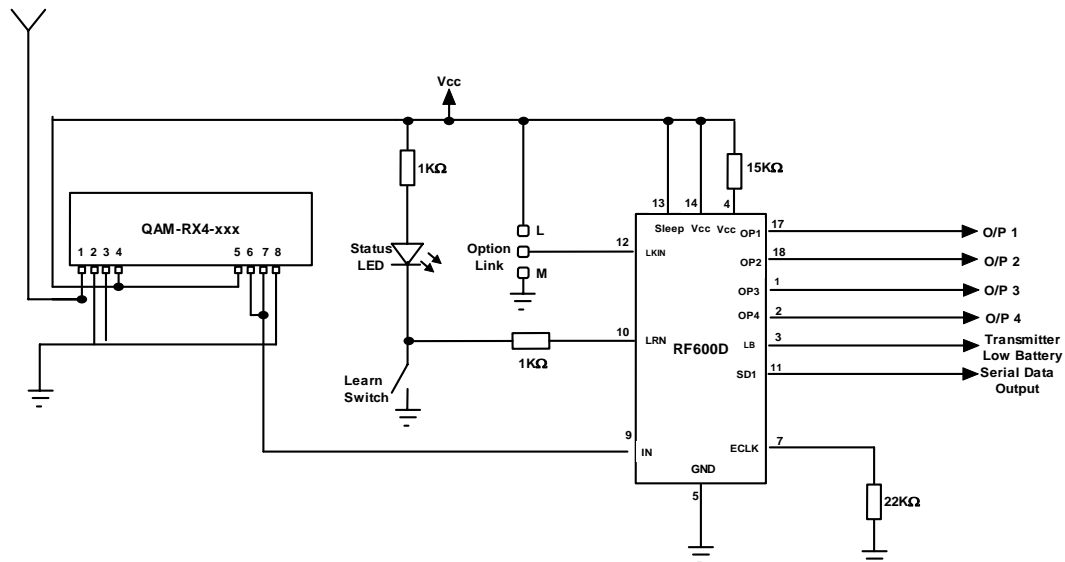 Vcc
1KΩ
15KΩ
QAM-RX4-xxx
1 2 3 4 5 6 7 8
Status
LED
Option
Link
L
M
13 14 4
Sleep Vcc Vcc
12
LKIN
10
LRN
RF600D
1KΩ
Learn
Switch
9
IN
GND
5
OP1
17
O/P 1
OP2
18
O/P 2
OP3
1
O/P 3
OP4
2
O/P 4
LB
3
Transmitter
Low Battery
SD1
11
Serial Data
Output
ECLK
7
22KΩ